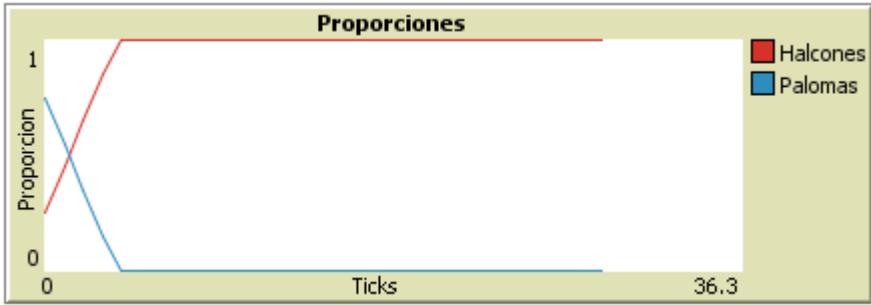 Proporciones
1
Proporcion
0
0
Ticks
36.3
Halcones
Palomas